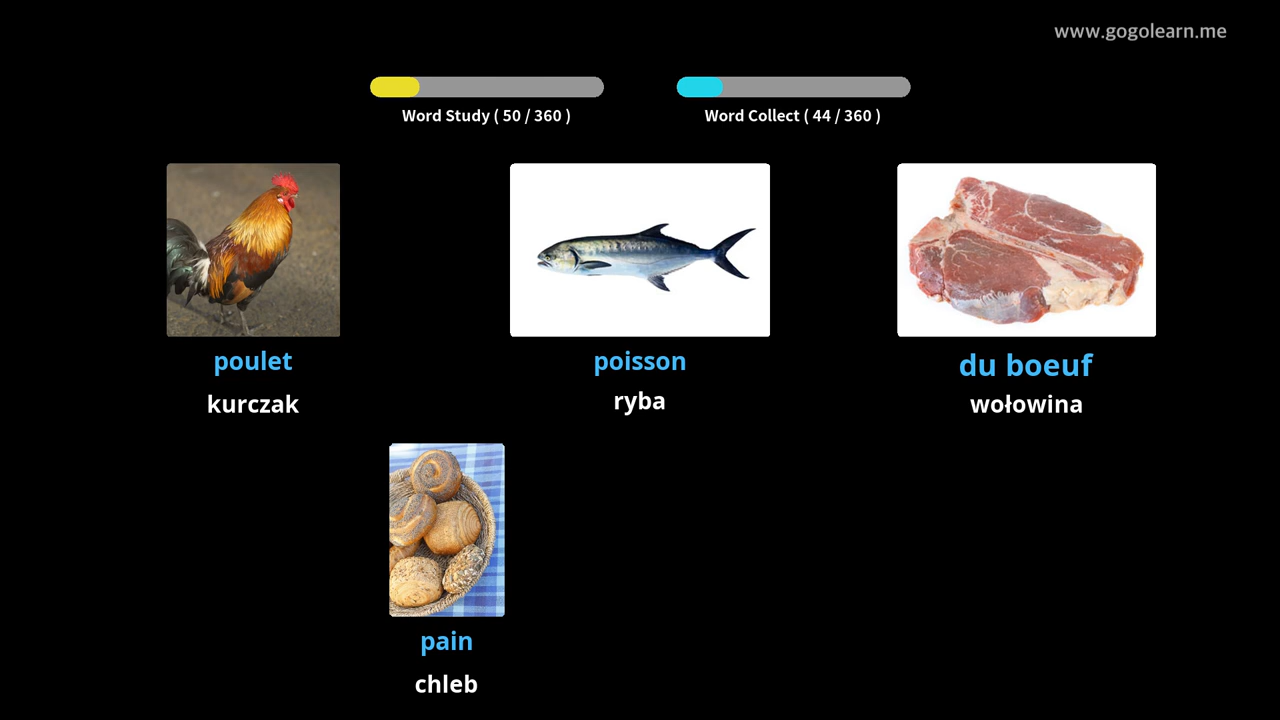 www.gogolearn.me
Word Study ( 50 / 360 )
Word Collect ( 44 / 360 )
poulet
poisson
du boeuf
kurczak
ryba
wołowina
pain
chleb